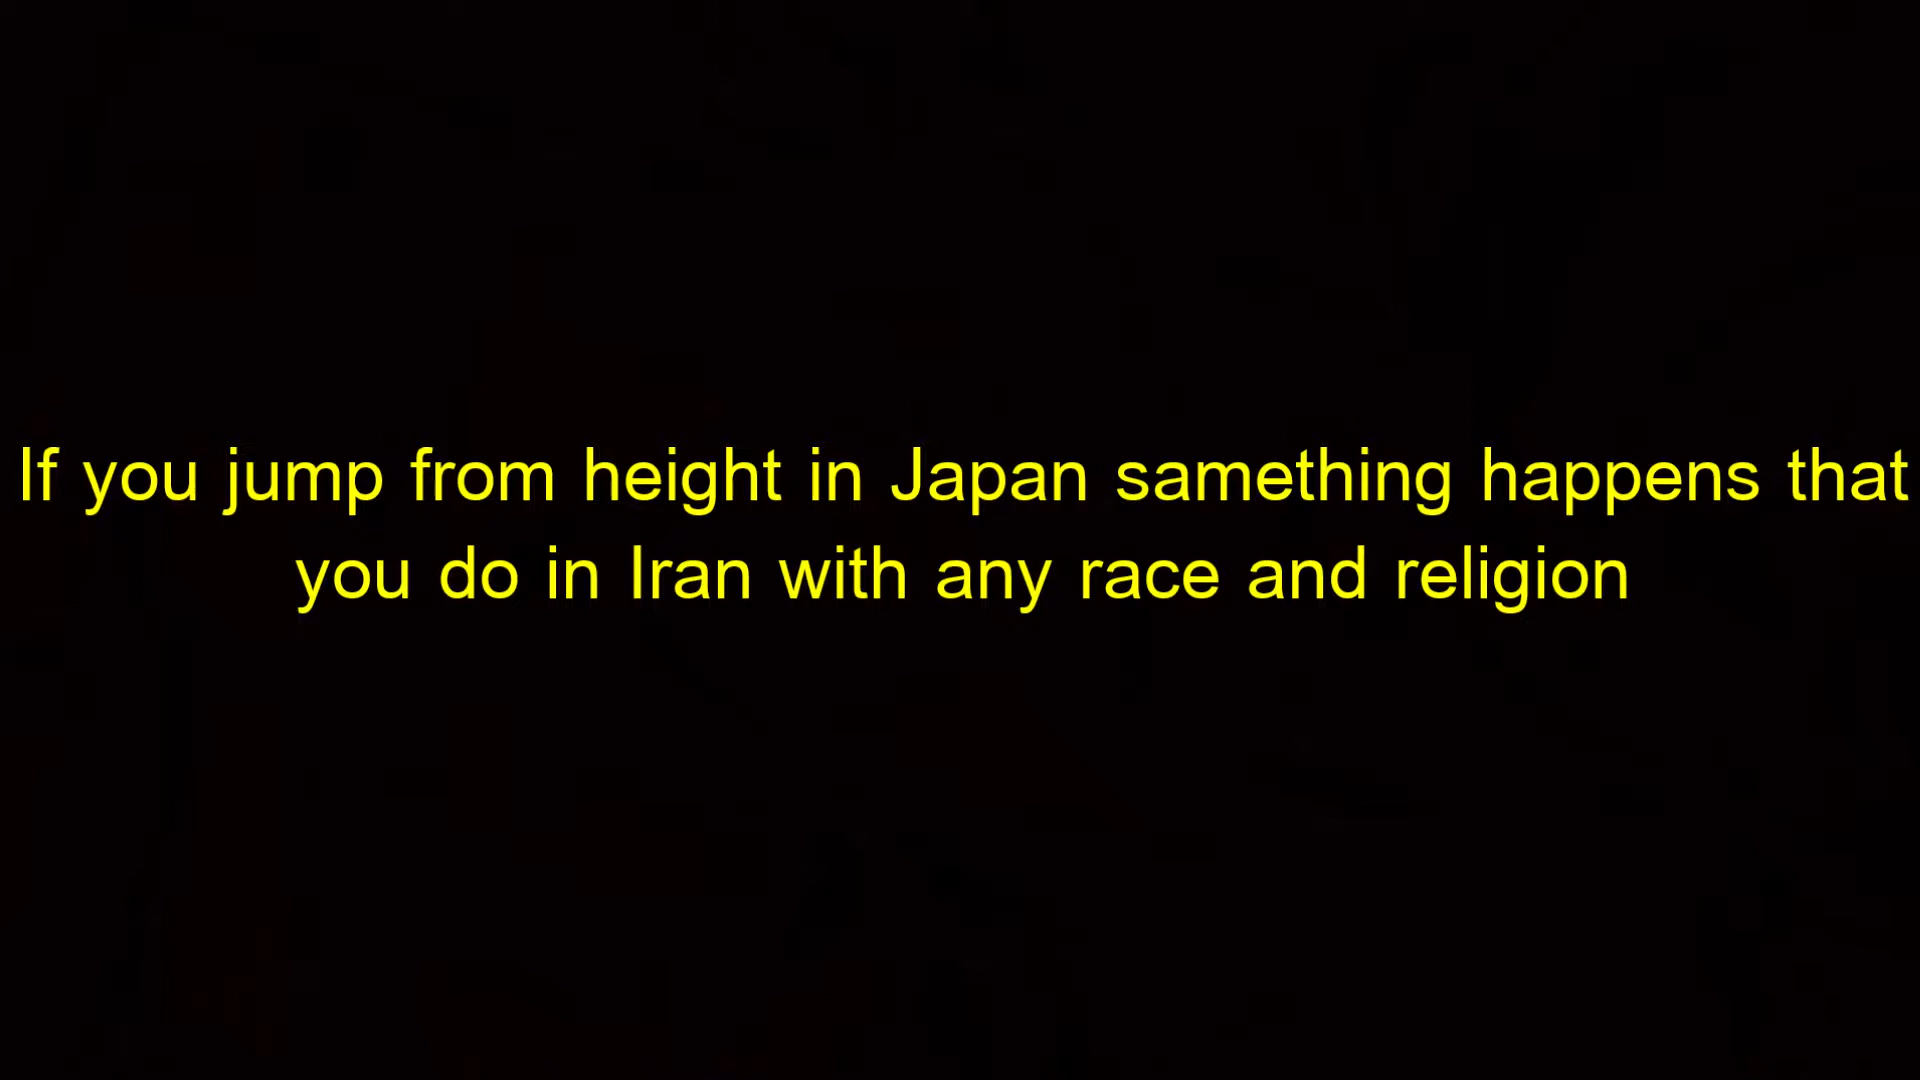 If you jump from height in Japan samething happens that
you do in Iran with any race and religion